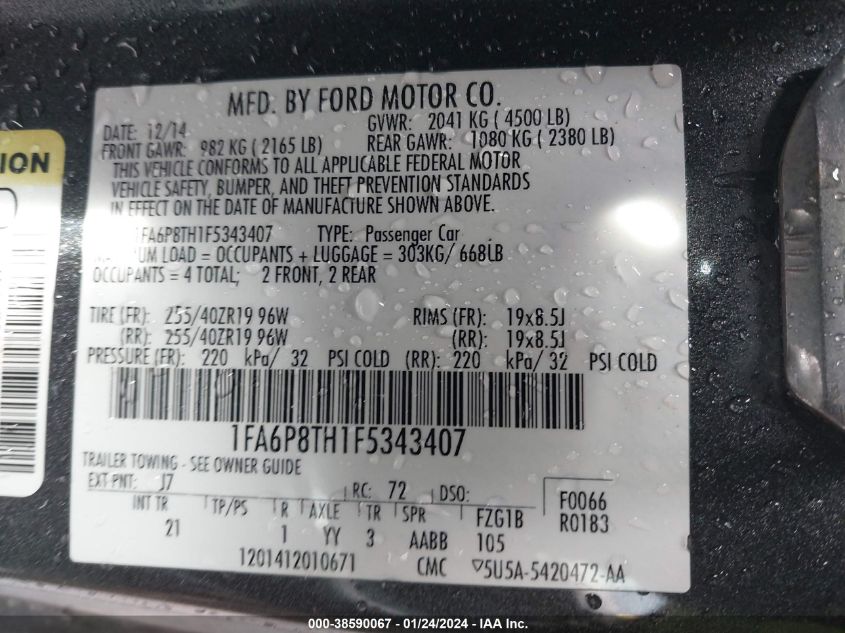 MFD. BY FORD MOTOR CO.
DATE: 12/14 GVWR: 2041 KG ( 4500 LB)
FRONT GAWR: 982 KG ( 2165 LB) REAR GAWR: 1080 KG ( 2380 LB)
THIS VEHICLE CONFORMS TO ALL APPLICABLE FEDERAL MOTOR
VEHICLE SAFETY, BUMPER, AND THEFT PREVENTION STANDARDS
IN EFFECT ON THE DATE OF MANUFACTURE SHOWN ABOVE.
1FA6P8TH1F5343407 TYPE: Passenger Car
LOAD = OCCUPANTS + LUGGAGE = 303KG/ 668LB
OCCUPANTS = 4 TOTAL; 2 FRONT, 2 REAR
TIRE (FR): 255/40ZR19 96W RIMS (FR): 19x8.5J
(RR): 255/40ZR19 96W (RR): 19x8.5J
PRESSURE (FR): 220 kPa/ 32 PSI COLD (RR): 220 kPa/ 32 PSI COLD
1FA6P8TH1F5343407
TRAILER TOWING - SEE OWNER GUIDE
EXT PNT: J7 RC: 72 DSO: F0066
INT TR TP/PS R AXLE TR SPR FZG1B R0183
21 1 YY 3 AABB 105
1201412010671 CMC 5U5A-5420472-AA
ION
000-38590067 - 01/24/2024 - IAA Inc.